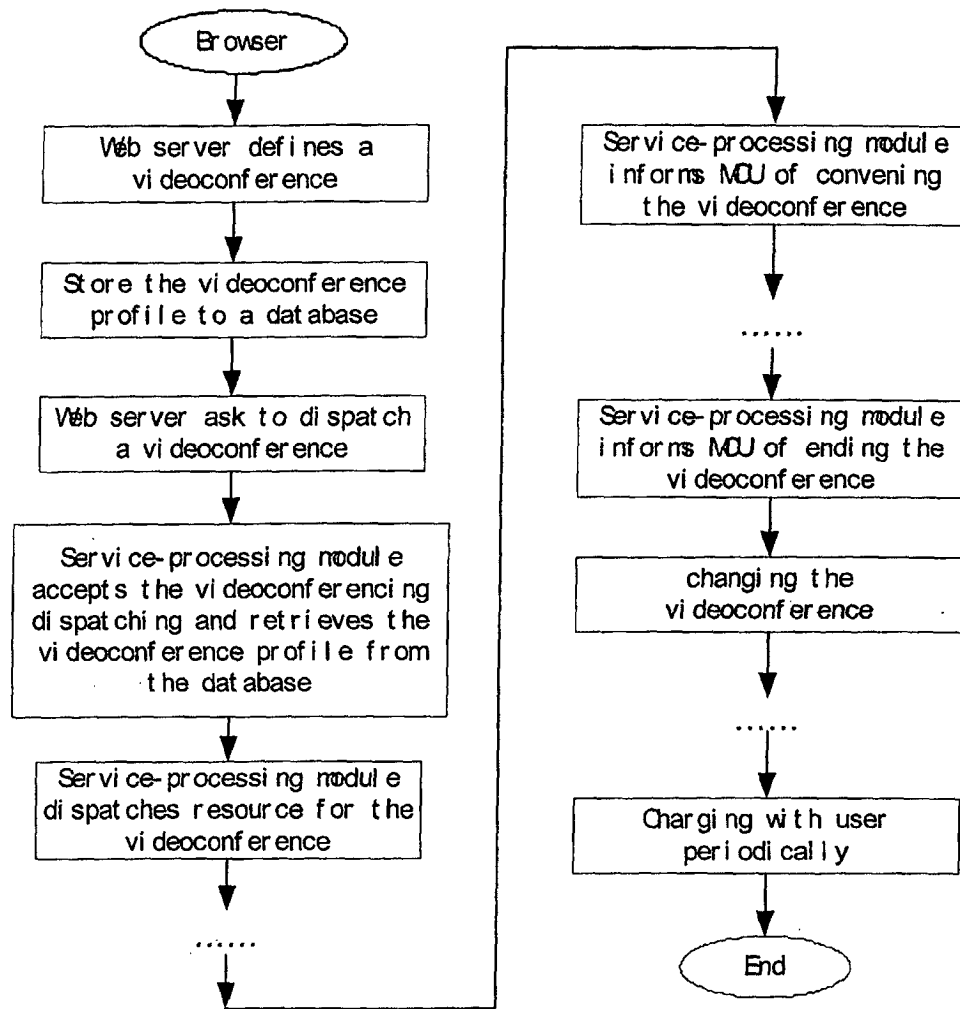 Browser
Web server defines a
videoconference
Store the videoconference
profile to a database
Web server ask to dispatch
a videoconference
Service-processing module
accepts the videoconferencing
dispatching and retrieves the
videoconference profile from
the database
Service-processing module
dispatches resource for the
videoconference
......
Service-processing module
informs MCU of convening
the videoconference
......
Service-processing module
informs MCU of ending the
videoconference
changing the
videoconference
......
Charging with user
periodically
End